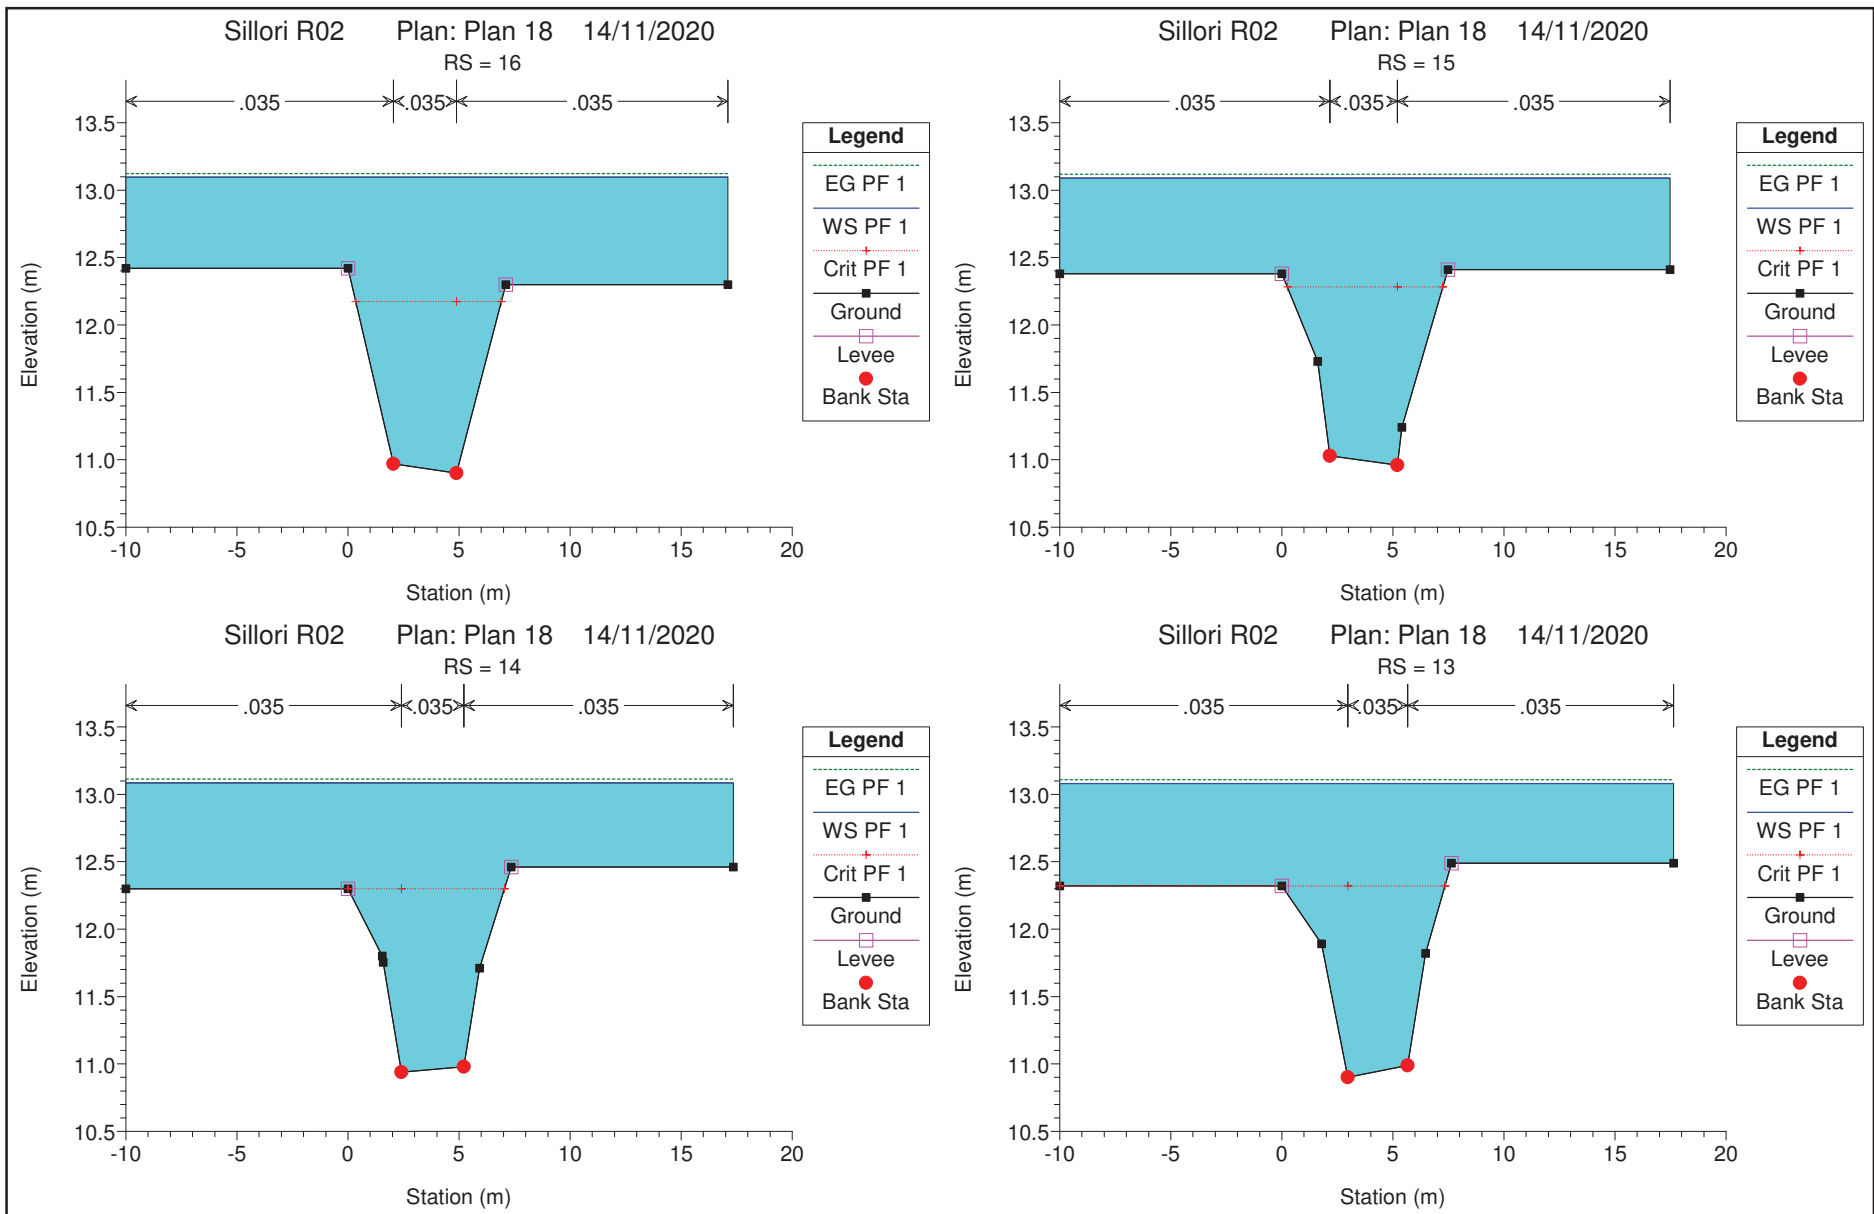 Sillori R02 Plan: Plan 18 14/11/2020
RS = 16
.035 .035 .035
13.5
13.0
12.5
12.0
11.5
11.0
10.5
-10 -5 0 5 10 15 20
Station (m)
Elevation (m)
Legend
EG PF 1
WS PF 1
Crit PF 1
Ground
Levee
Bank Sta
Sillori R02 Plan: Plan 18 14/11/2020
RS = 15
.035 .035 .035
13.5
13.0
12.5
12.0
11.5
11.0
10.5
-10 -5 0 5 10 15 20
Station (m)
Elevation (m)
Legend
EG PF 1
WS PF 1
Crit PF 1
Ground
Levee
Bank Sta
Sillori R02 Plan: Plan 18 14/11/2020
RS = 14
.035 .035 .035
13.5
13.0
12.5
12.0
11.5
11.0
10.5
-10 -5 0 5 10 15 20
Station (m)
Elevation (m)
Legend
EG PF 1
WS PF 1
Crit PF 1
Ground
Levee
Bank Sta
Sillori R02 Plan: Plan 18 14/11/2020
RS = 13
.035 .035 .035
13.5
13.0
12.5
12.0
11.5
11.0
10.5
-10 -5 0 5 10 15 20
Station (m)
Elevation (m)
Legend
EG PF 1
WS PF 1
Crit PF 1
Ground
Levee
Bank Sta